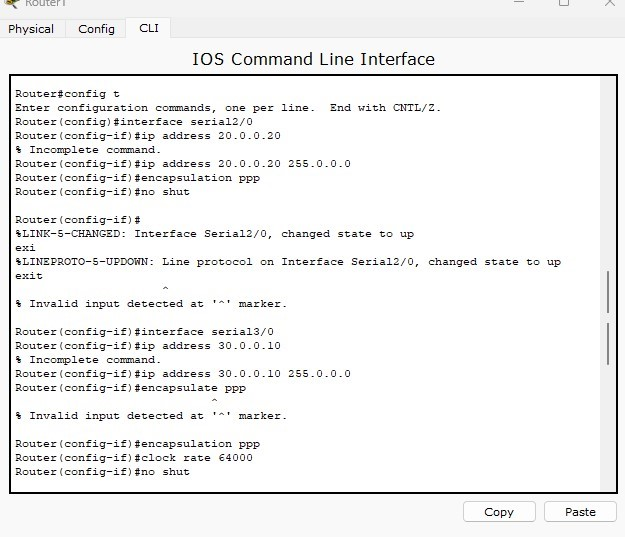 Router1
Physical Config CLI
IOS Command Line Interface
Router#config t
Enter configuration commands, one per line.  End with CNTL/Z.
Router(config)#interface serial2/0
Router(config-if)#ip address 20.0.0.20
% Incomplete command.
Router(config-if)#ip address 20.0.0.20 255.0.0.0
Router(config-if)#encapsulation ppp
Router(config-if)#no shut
Router(config-if)#
%LINK-5-CHANGED: Interface Serial2/0, changed state to up
exi
%LINEPROTO-5-UPDOWN: Line protocol on Interface Serial2/0, changed state to up
exit
^
% Invalid input detected at '^' marker.
Router(config-if)#interface serial3/0
Router(config-if)#ip address 30.0.0.10
% Incomplete command.
Router(config-if)#ip address 30.0.0.10 255.0.0.0
Router(config-if)#encapsulate ppp
^
% Invalid input detected at '^' marker.
Router(config-if)#encapsulation ppp
Router(config-if)#clock rate 64000
Router(config-if)#no shut
Copy Paste